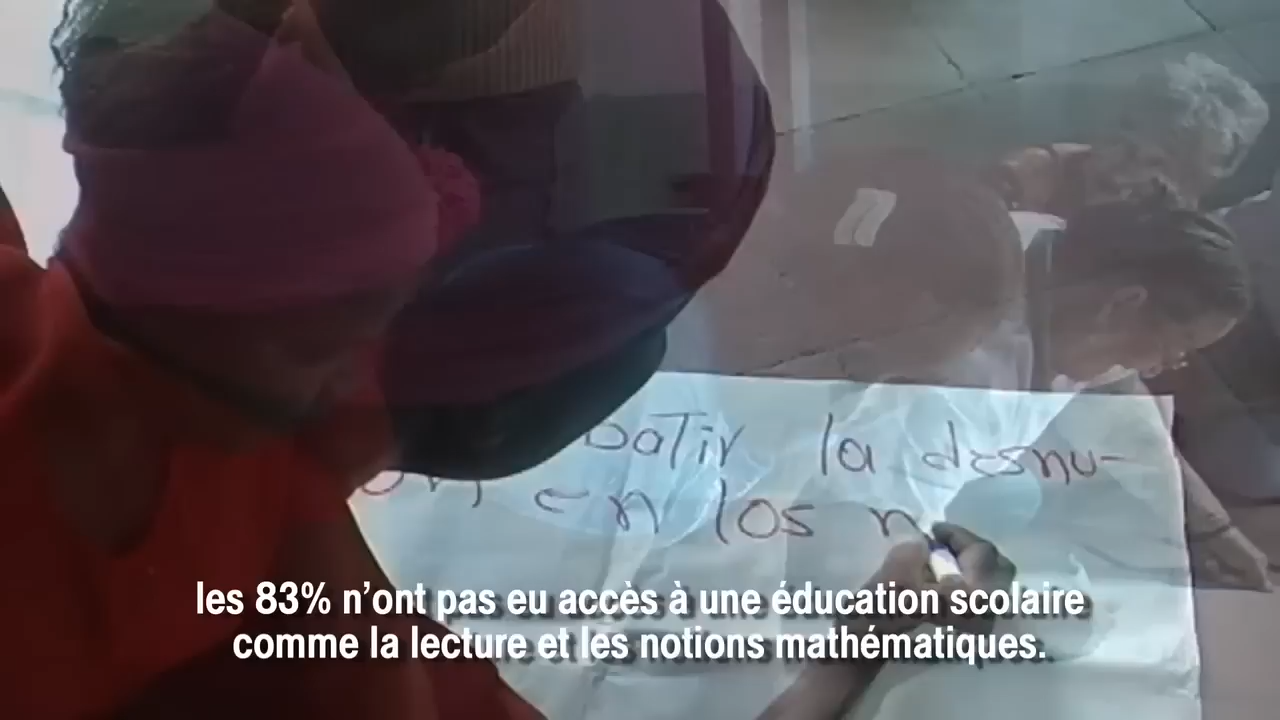 batir la desnu-
on en los n
les 83% n’ont pas eu accès à une éducation scolaire
comme la lecture et les notions mathématiques.